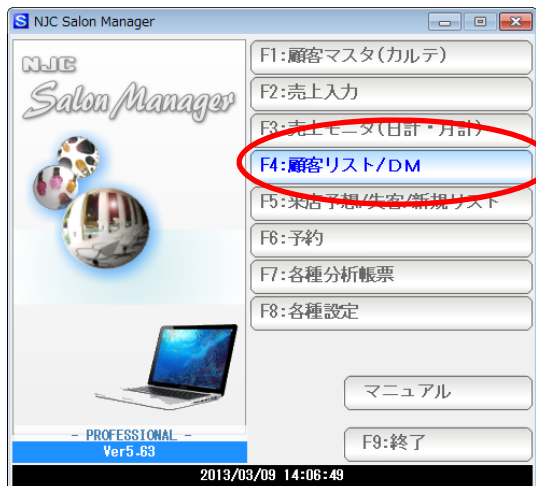 NJC Salon Manager
NJC
Salon Manager
F1:顧客マスタ(カルテ)
F2:売上入力
F3:売上モニタ(日計・月計)
F4:顧客リスト/DM
F5:来店予想/失客/新規リスト
F6:予約
F7:各種分析帳票
F8:各種設定
マニュアル
F9:終了
- PROFESSIONAL -
Ver5.63
2013/03/09 14:06:49